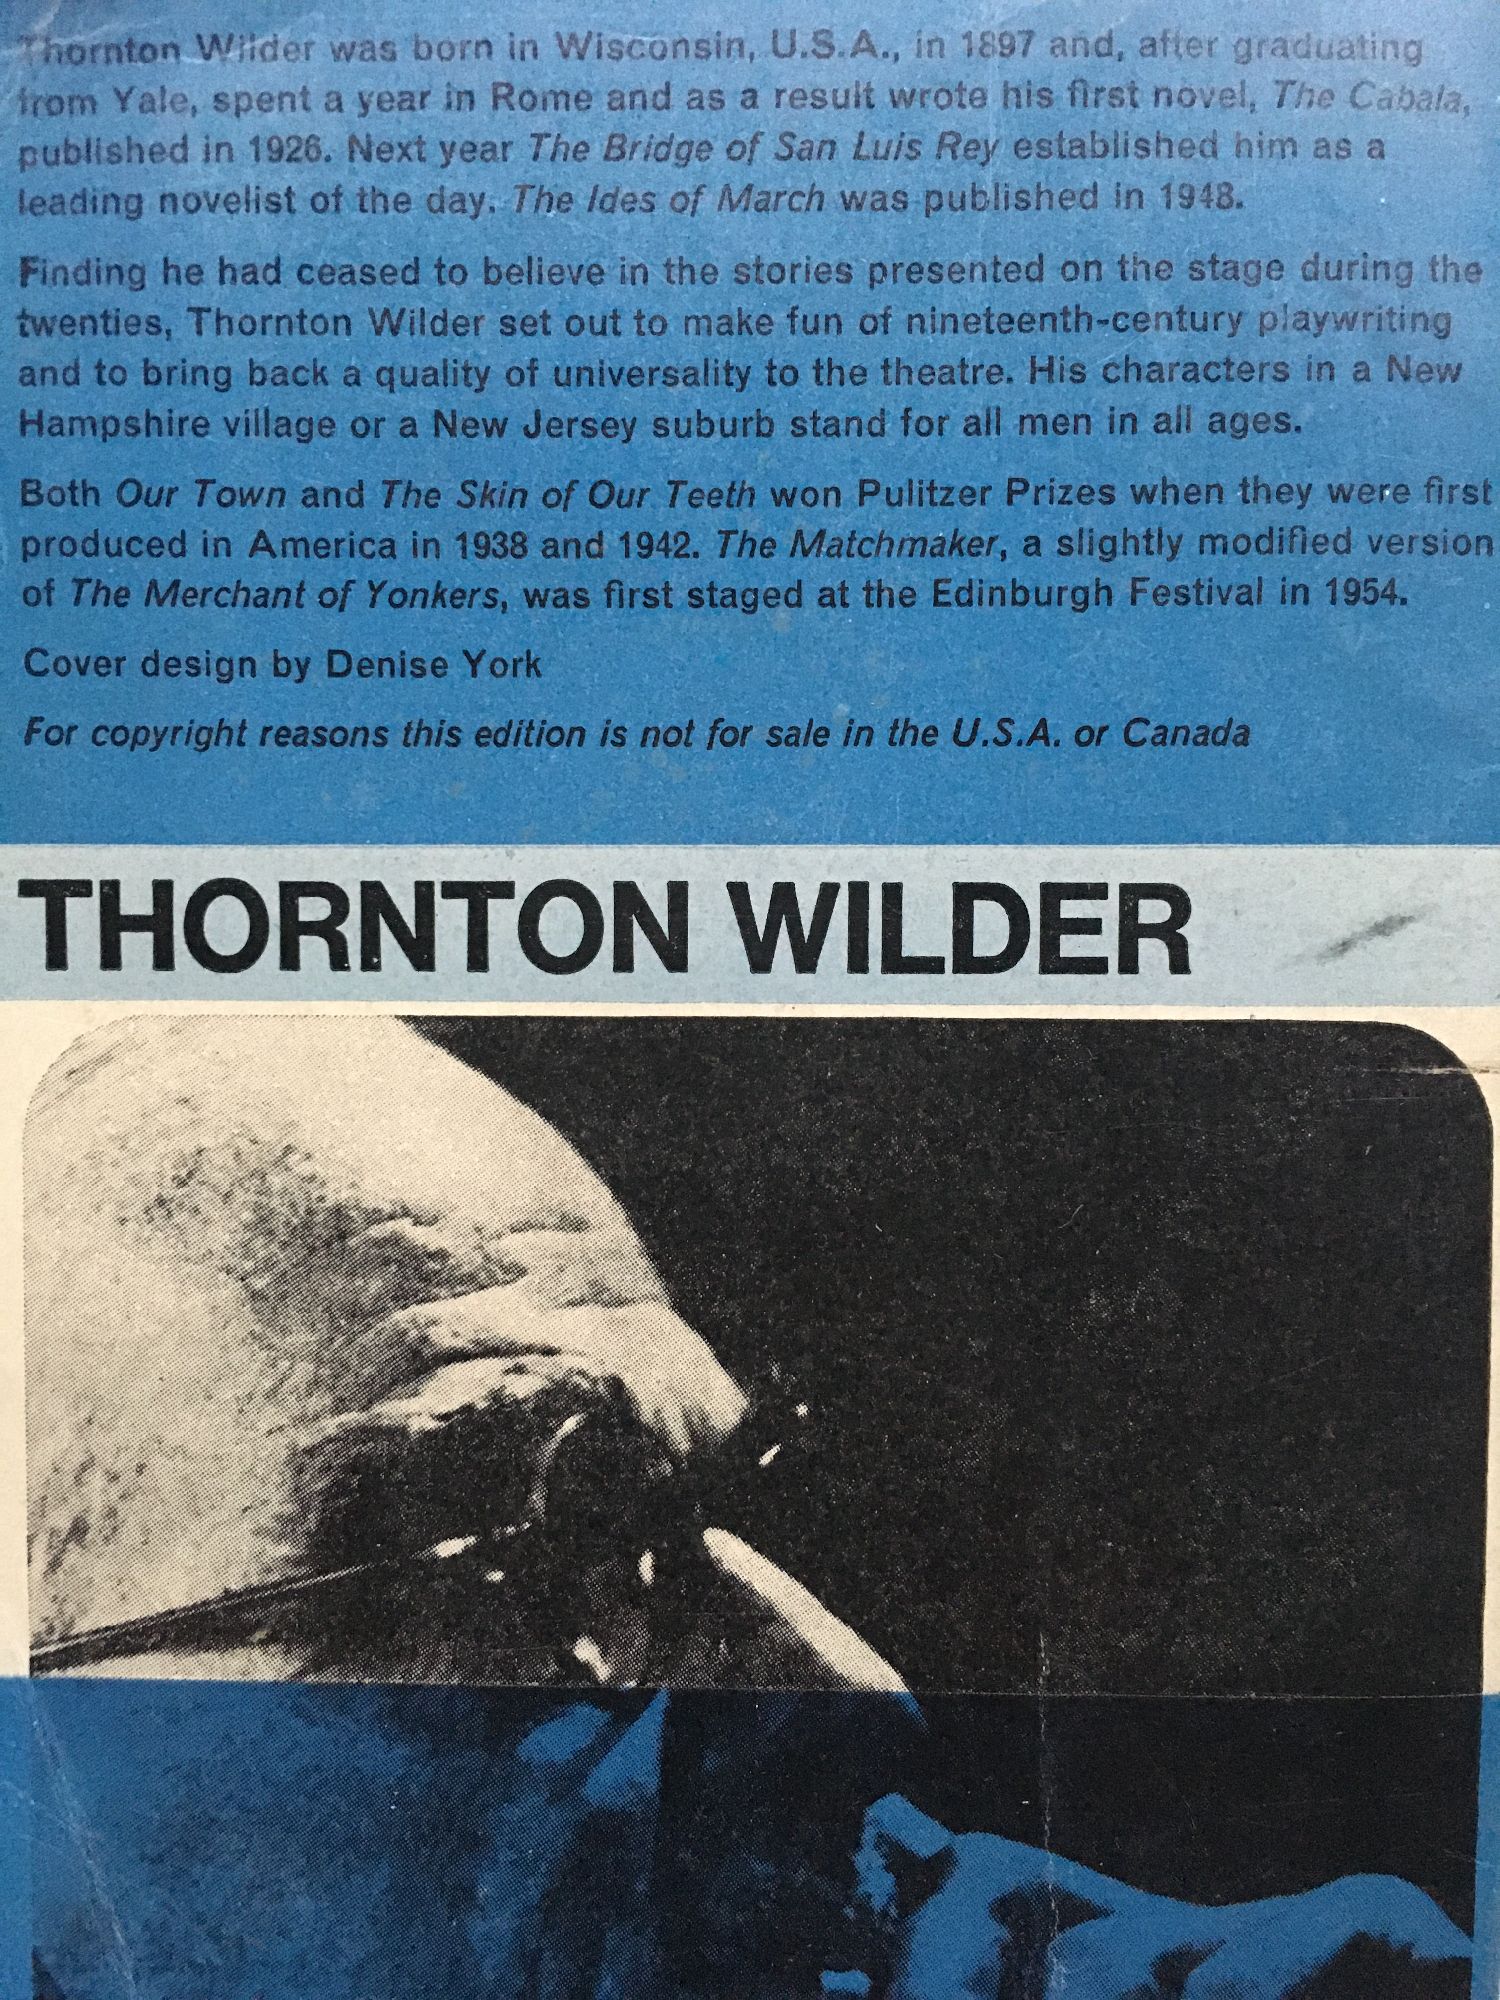 Thornton Wilder was born in Wisconsin, U.S.A., in 1897 and, after graduating
from Yale, spent a year in Rome and as a result wrote his first novel, The Cabala,
published in 1926. Next year The Bridge of San Luis Rey established him as a
leading novelist of the day. The Ides of March was published in 1948.
Finding he had ceased to believe in the stories presented on the stage during the
twenties, Thornton Wilder set out to make fun of nineteenth-century playwriting
and to bring back a quality of universality to the theatre. His characters in a New
Hampshire village or a New Jersey suburb stand for all men in all ages.
Both Our Town and The Skin of Our Teeth won Pulitzer Prizes when they were first
produced in America in 1938 and 1942. The Matchmaker, a slightly modified version
of The Merchant of Yonkers, was first staged at the Edinburgh Festival in 1954.
Cover design by Denise York
For copyright reasons this edition is not for sale in the U.S.A. or Canada
THORNTON WILDER